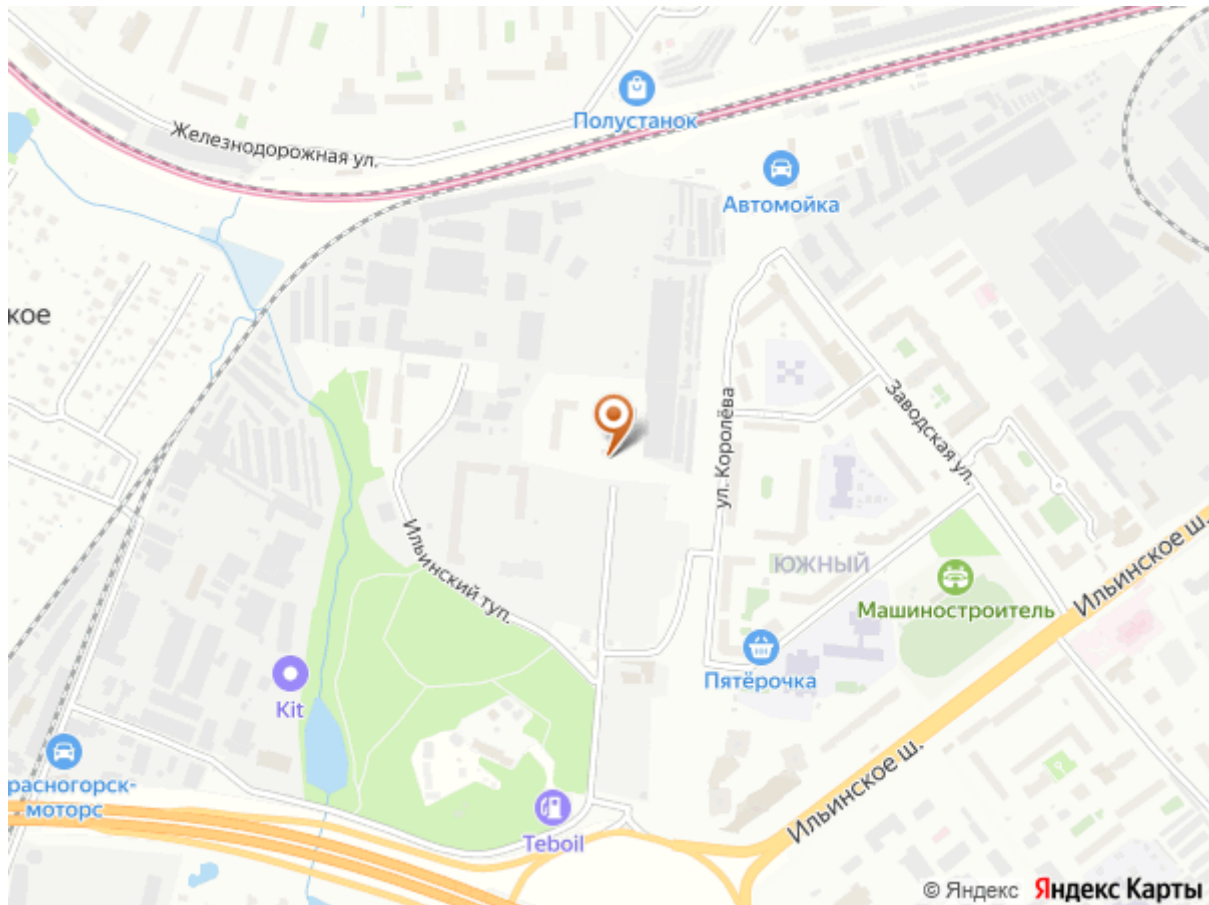 Полустанок
Железнодорожная ул.
Автомойка
кое
ул. Королёва
Заводская ул.
Ильинский туп.
ЮЖНЫЙ
Машиностроитель
Ильинское ш.
Пятёрочка
Kit
расногорск-
моторс
Ильинское ш.
Teboil
© Яндекс Яндекс Карты